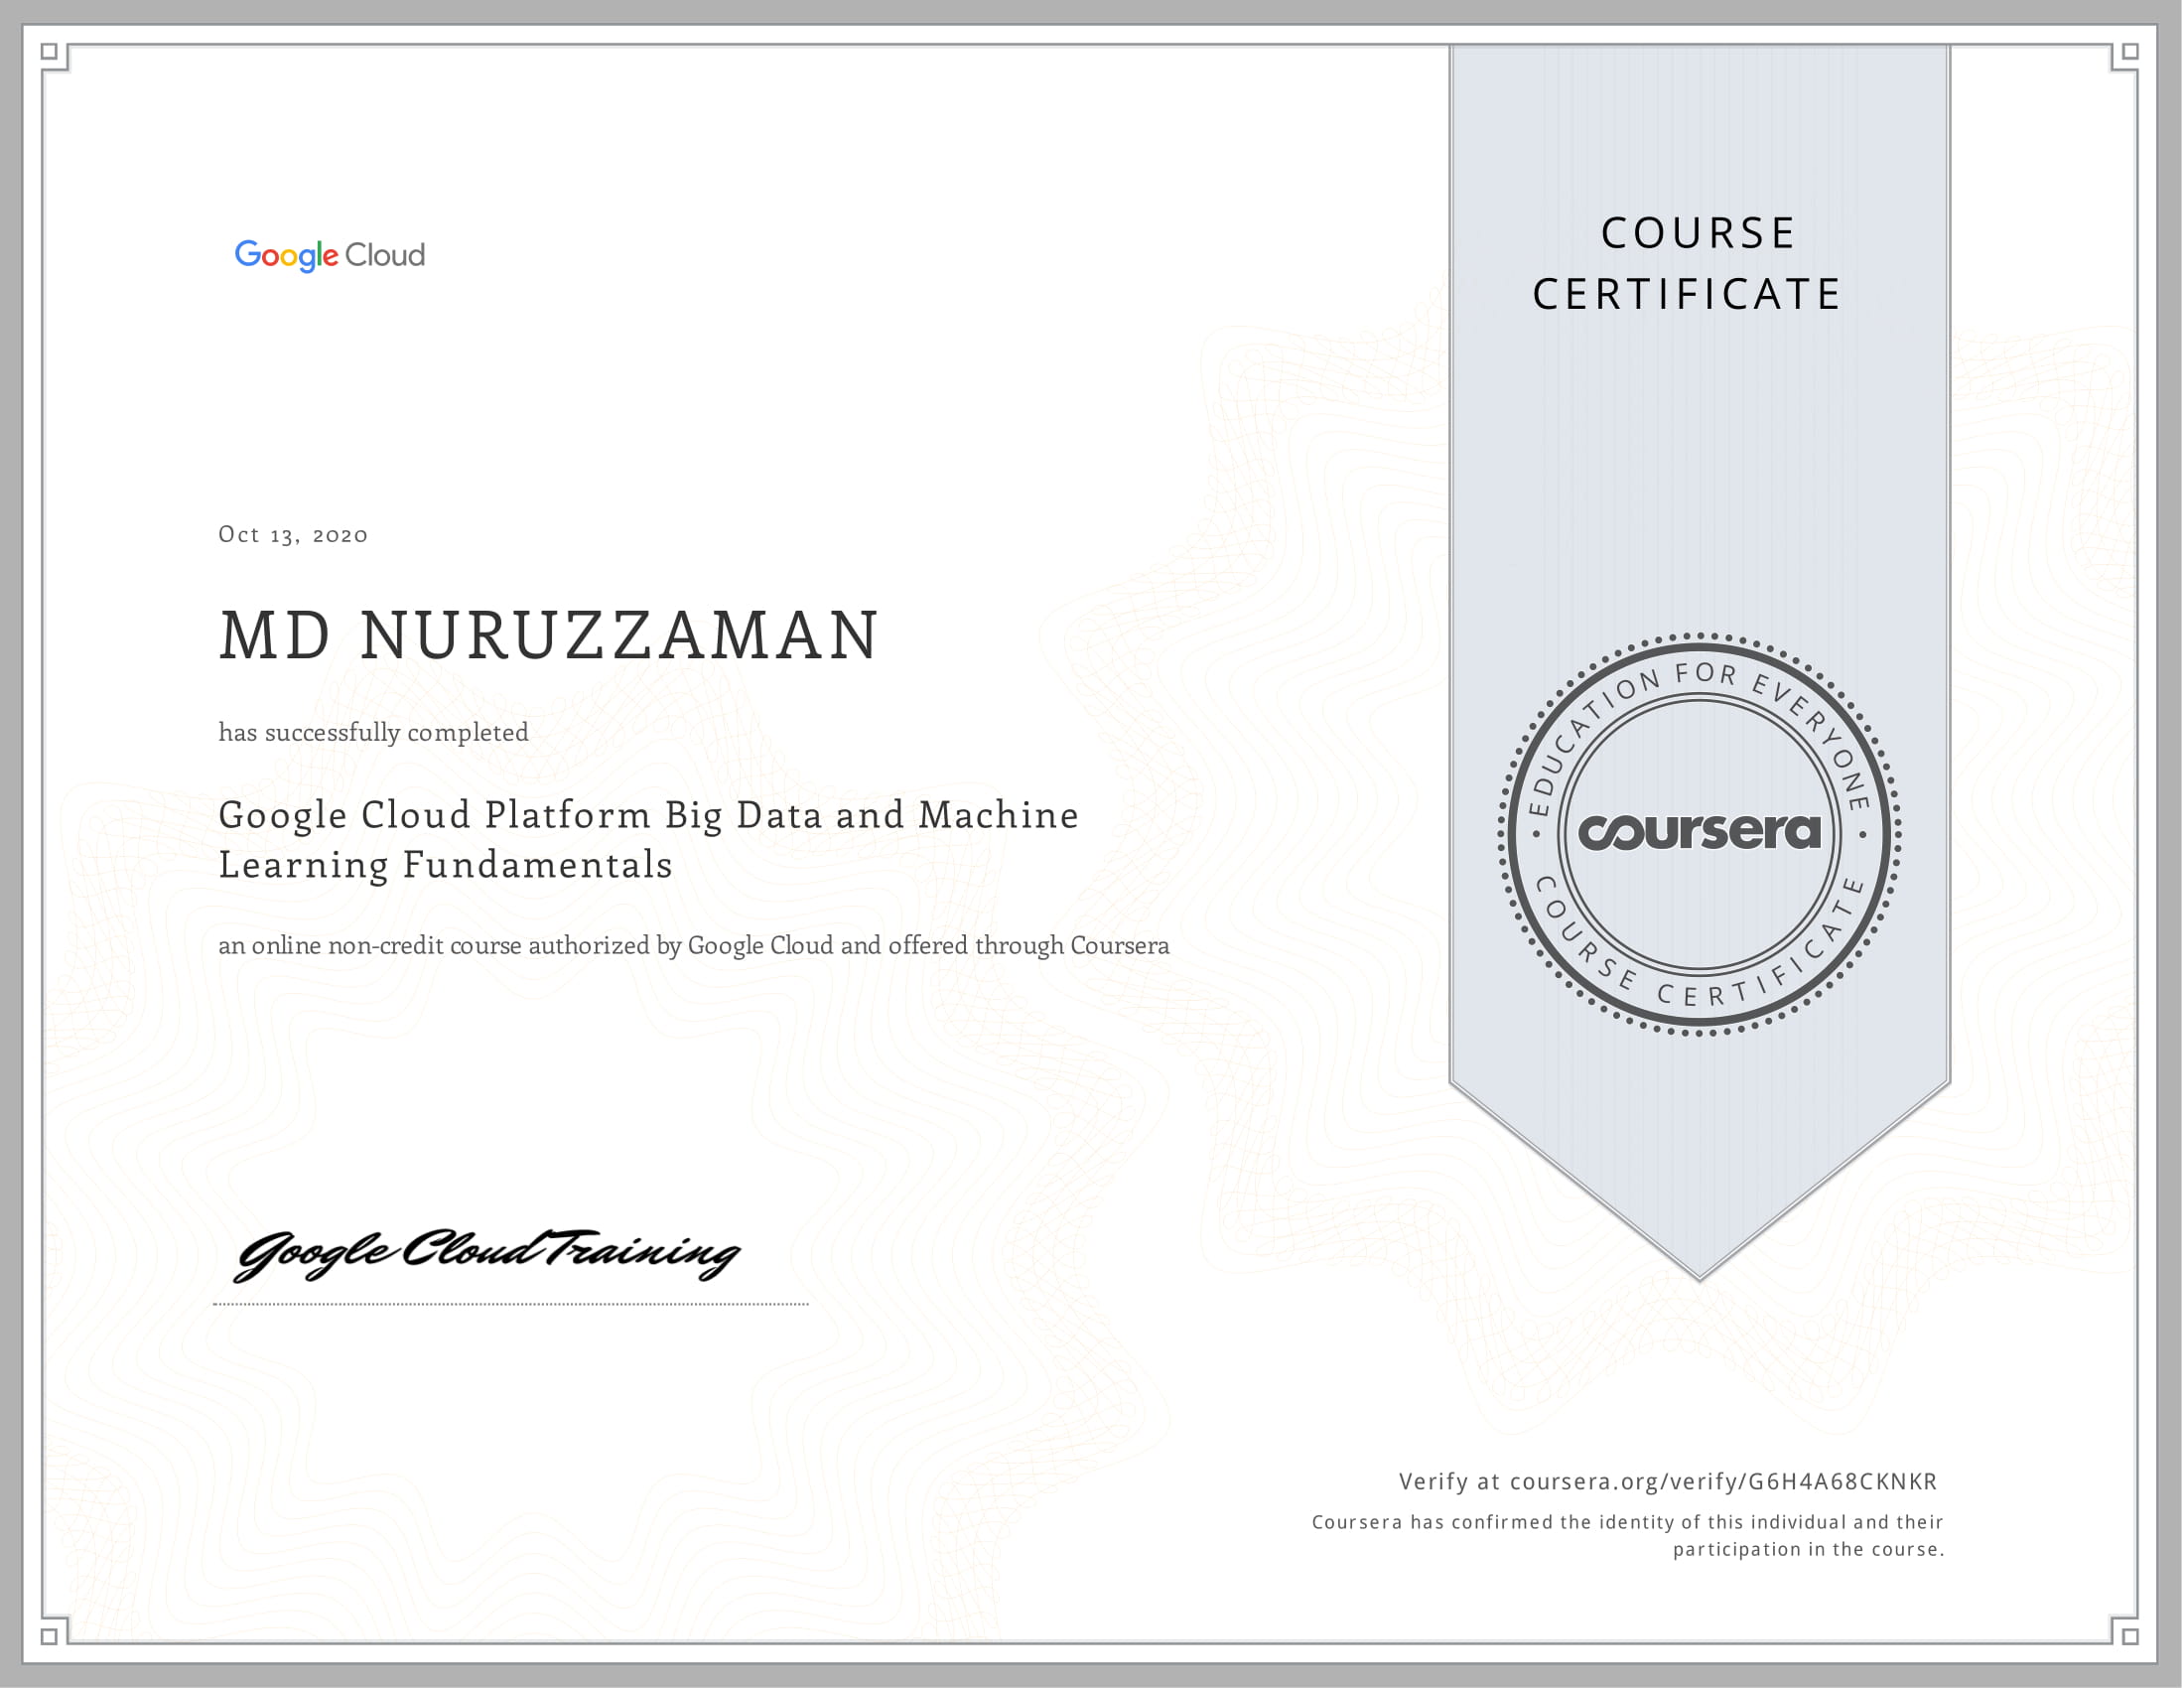 Google Cloud
COURSE
CERTIFICATE
Oct 13, 2020
MD NURUZZAMAN
has successfully completed
Google Cloud Platform Big Data and Machine
Learning Fundamentals
an online non-credit course authorized by Google Cloud and offered through Coursera
EDUCATION FOR EVERYONE
coursera
COURSE CERTIFICATE
Google Cloud Training
Verify at coursera.org/verify/G6H4A68CKNKR
Coursera has confirmed the identity of this individual and their
participation in the course.